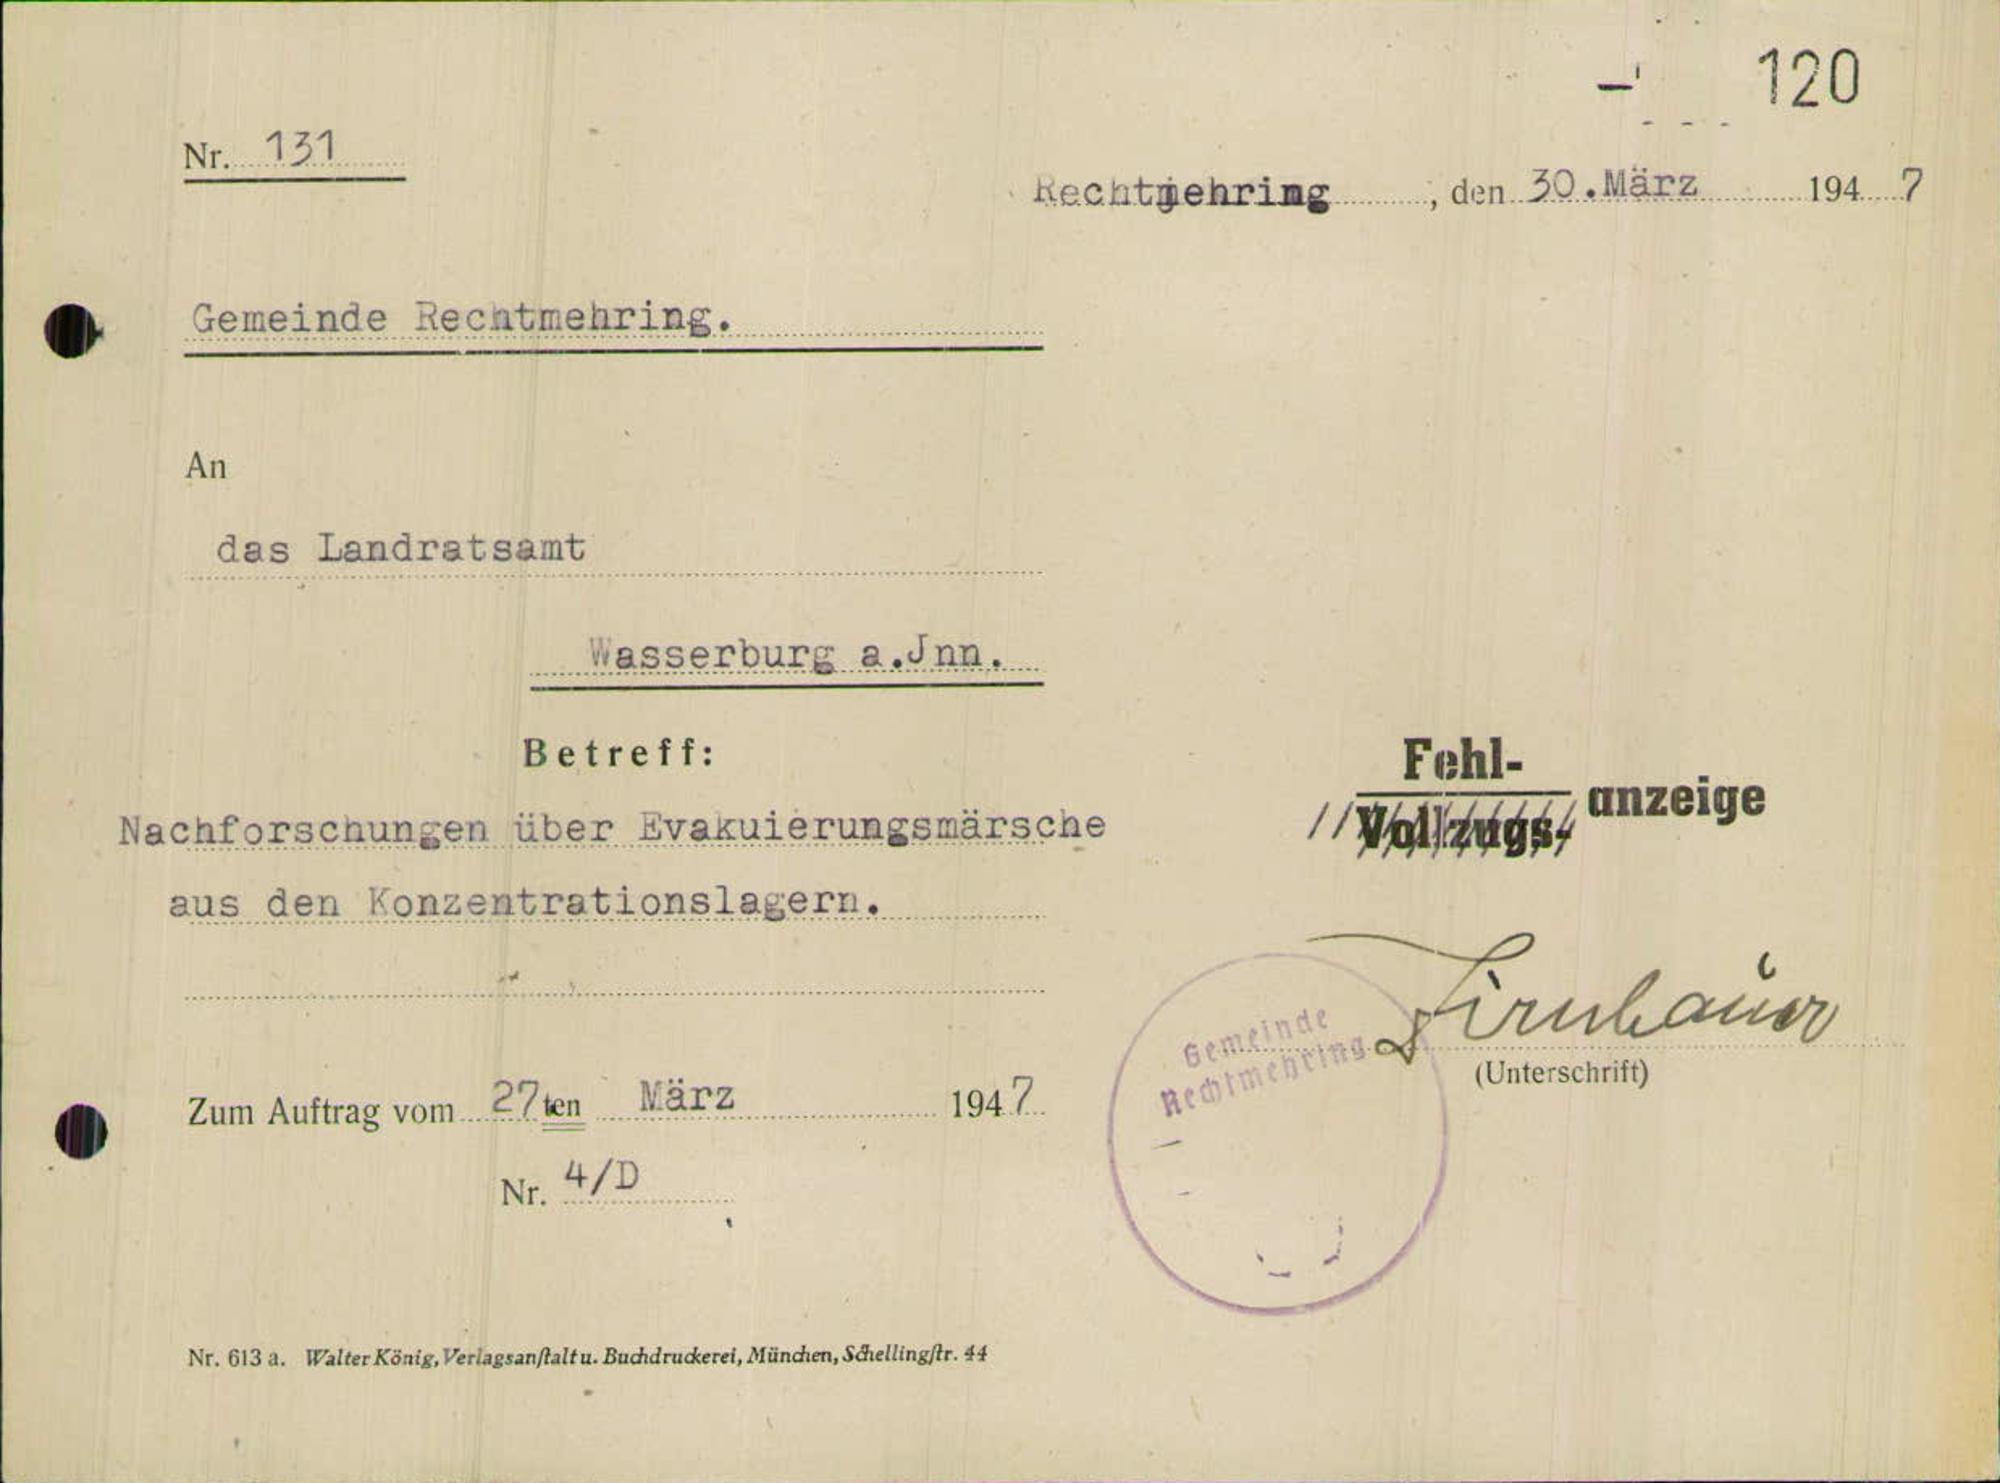 120
Nr. 131
Rechtmehring, den 30. März 1947
Gemeinde Rechtmehring.
An
das Landratsamt
Wasserburg a.Jnn.
Betreff:
Nachforschungen über Evakuierungsmärsche
aus den Konzentrationslagern.
Fehl-
Vollzugs-
anzeige
Gemeinde
Rechtmehring
(Unterschrift)
Zum Auftrag vom 27ten März 1947
Nr. 4/D
Nr. 613 a. Walter König, Verlagsanstalt u. Buchdruckerei, München, Schellingstr. 44